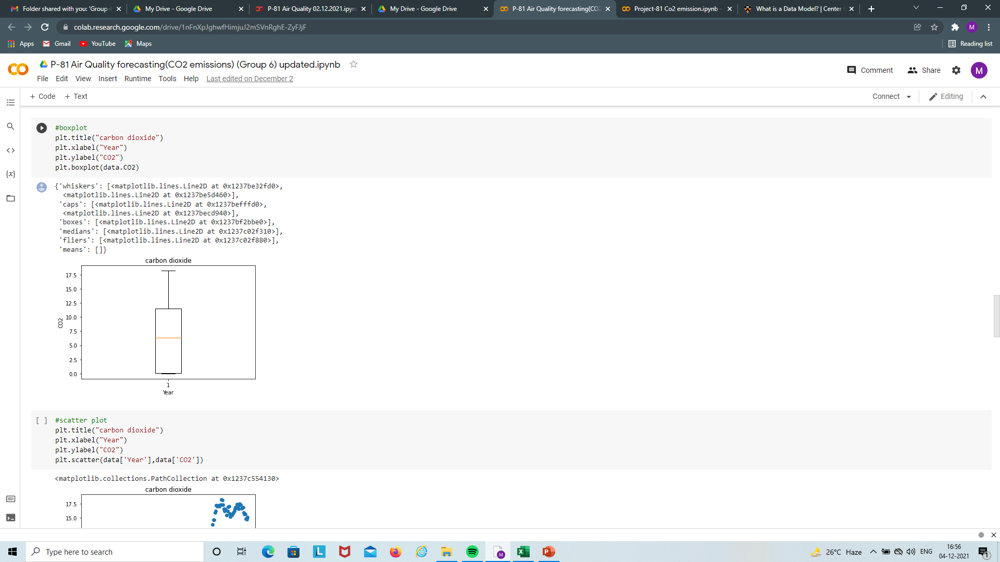 Folder shared with you: 'Group-
My Drive - Google Drive
P-81 Air Quality 02.12.2021.ipyn
My Drive - Google Drive
P-81 Air Quality forecasting(CO
Project-81 Co2 emission.ipynb -
What is a Data Model? | Center
colab.research.google.com/drive/1nFnXpJghwfHimjuJ2mSVnRghE-ZyFJjF
M
Apps
Gmail
YouTube
Maps
Reading list
P-81 Air Quality forecasting(CO2 emissions) (Group 6) updated.ipynb
Comment
Share
M
File Edit View Insert Runtime Tools Help Last edited on December 2
+ Code + Text
Connect
Editing
#boxplot
plt.title("carbon dioxide")
plt.xlabel("Year")
plt.ylabel("CO2")
plt.boxplot(data.CO2)
{x}
{'whiskers': [<matplotlib.lines.Line2D at 0x1237be32fd0>,
<matplotlib.lines.Line2D at 0x1237be5d460>],
'caps': [<matplotlib.lines.Line2D at 0x1237befffd0>,
<matplotlib.lines.Line2D at 0x1237becd940>],
'boxes': [<matplotlib.lines.Line2D at 0x1237bf2bbe0>],
'medians': [<matplotlib.lines.Line2D at 0x1237c02f310>],
'fliers': [<matplotlib.lines.Line2D at 0x1237c02f880>],
'means': []}
carbon dioxide
17.5
15.0
12.5
10.0
7.5
5.0
2.5
0.0
CO2
1
Year
[ ]
#scatter plot
plt.title("carbon dioxide")
plt.xlabel("Year")
plt.ylabel("CO2")
plt.scatter(data['Year'],data['CO2'])
<matplotlib.collections.PathCollection at 0x1237c554130>
carbon dioxide
17.5
15.0
Type here to search
L
M
X
P
26°C Haze
ENG
16:56
04-12-2021
1